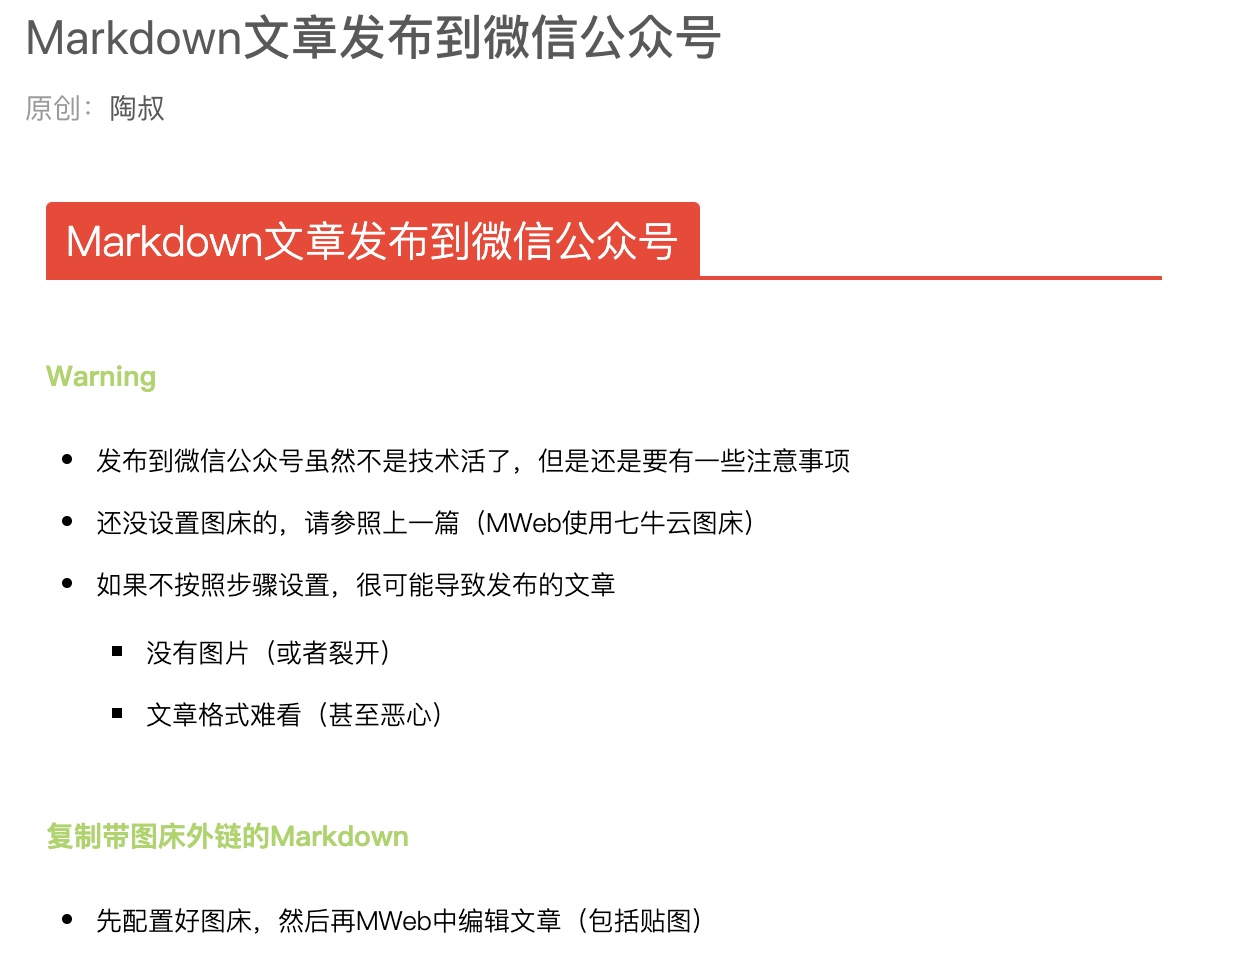 Markdown文章发布到微信公众号
原创： 陶叔
Markdown文章发布到微信公众号
Warning
发布到微信公众号虽然不是技术活了，但是还是要有一些注意事项
还没设置图床的，请参照上一篇（MWeb使用七牛云图床）
如果不按照步骤设置，很可能导致发布的文章
没有图片（或者裂开）
文章格式难看（甚至恶心）
复制带图床外链的Markdown
先配置好图床，然后再MWeb中编辑文章（包括贴图）